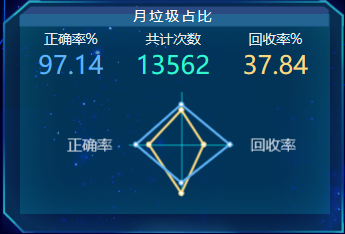 月垃圾占比
正确率% 共计次数 回收率%
97.14 13562 37.84
正确率 回收率